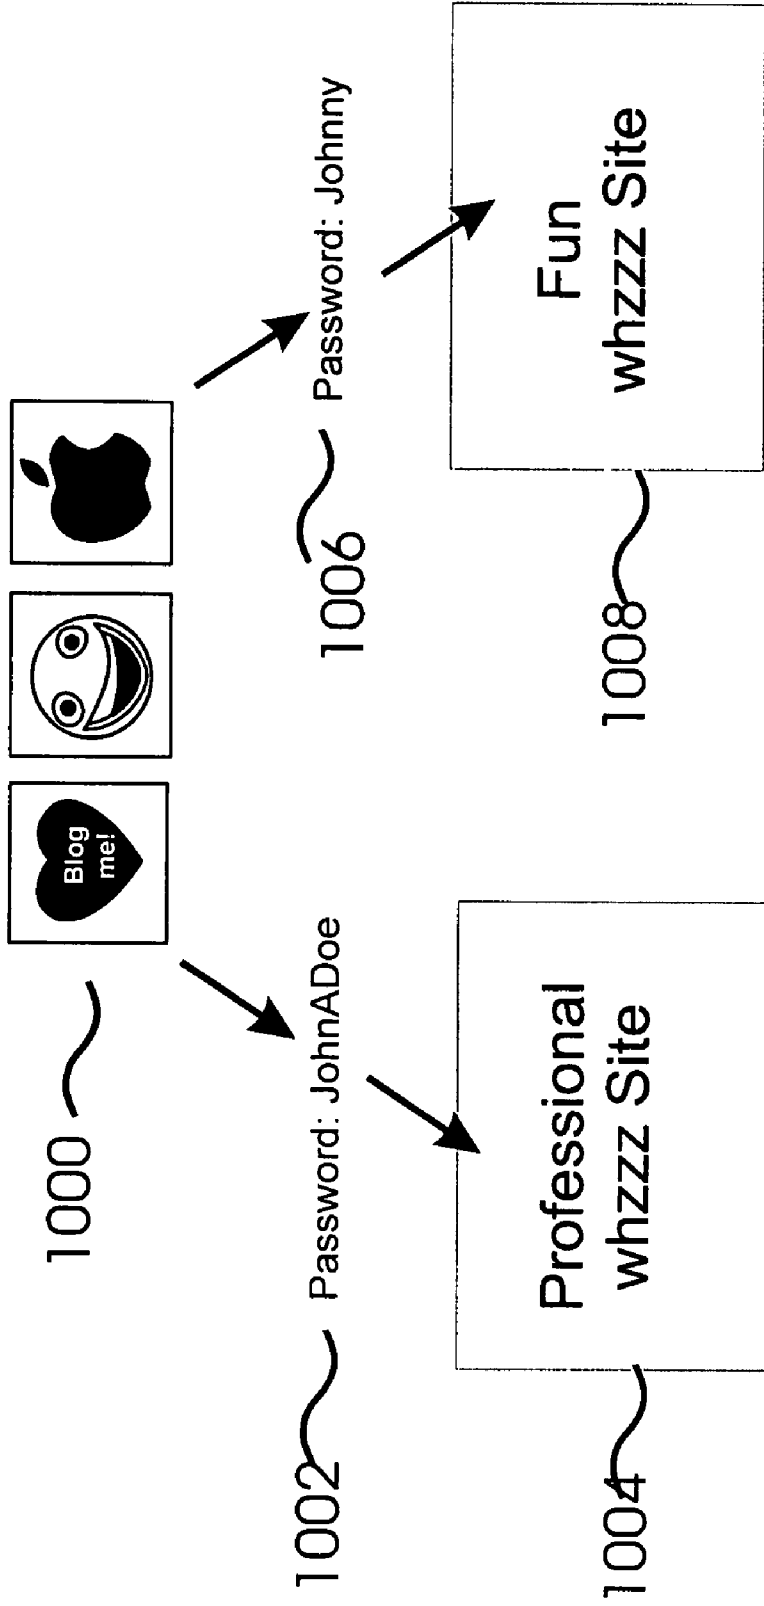 1000
Blog
me!
1002
Password: JohnADoe
1006
Password: Johnny
1004
Professional
whzzz Site
1008
Fun
whzzz Site